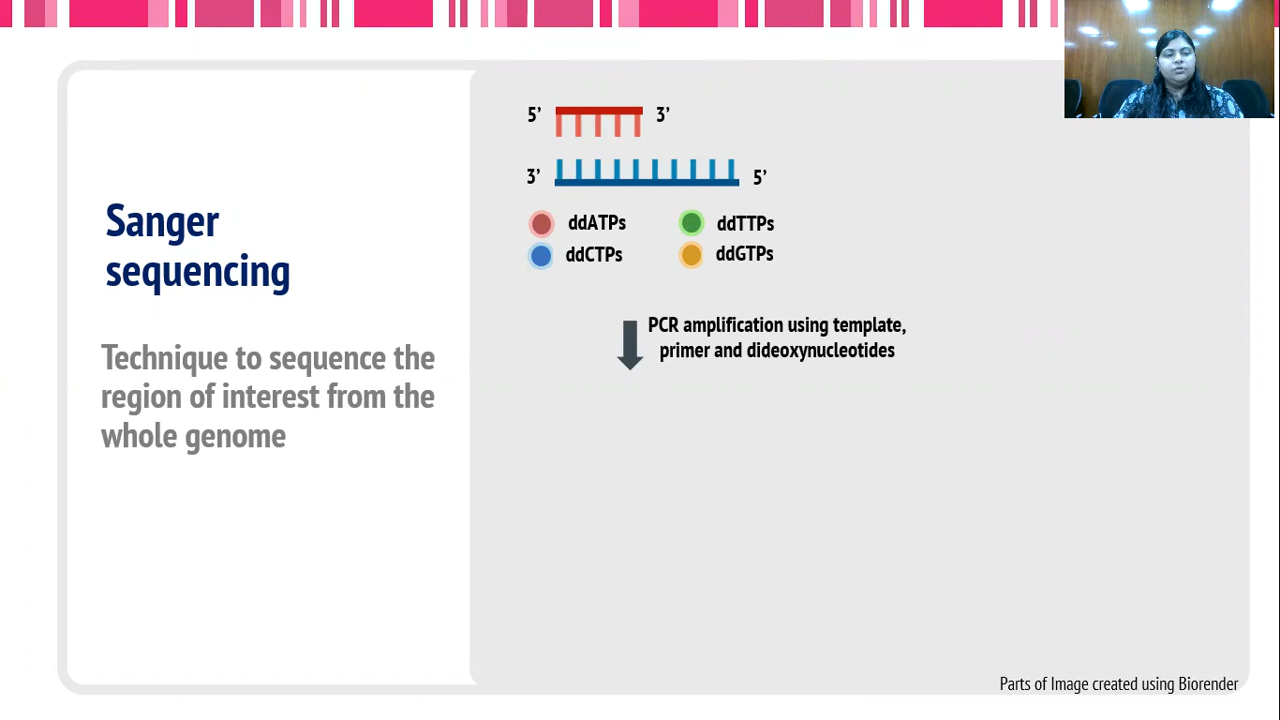 Sanger
sequencing
Technique to sequence the
region of interest from the
whole genome
5’ 3’
3’ 5’
ddATPs ddTTPs
ddCTPs ddGTPs
PCR amplification using template,
primer and dideoxynucleotides
Parts of Image created using Biorender